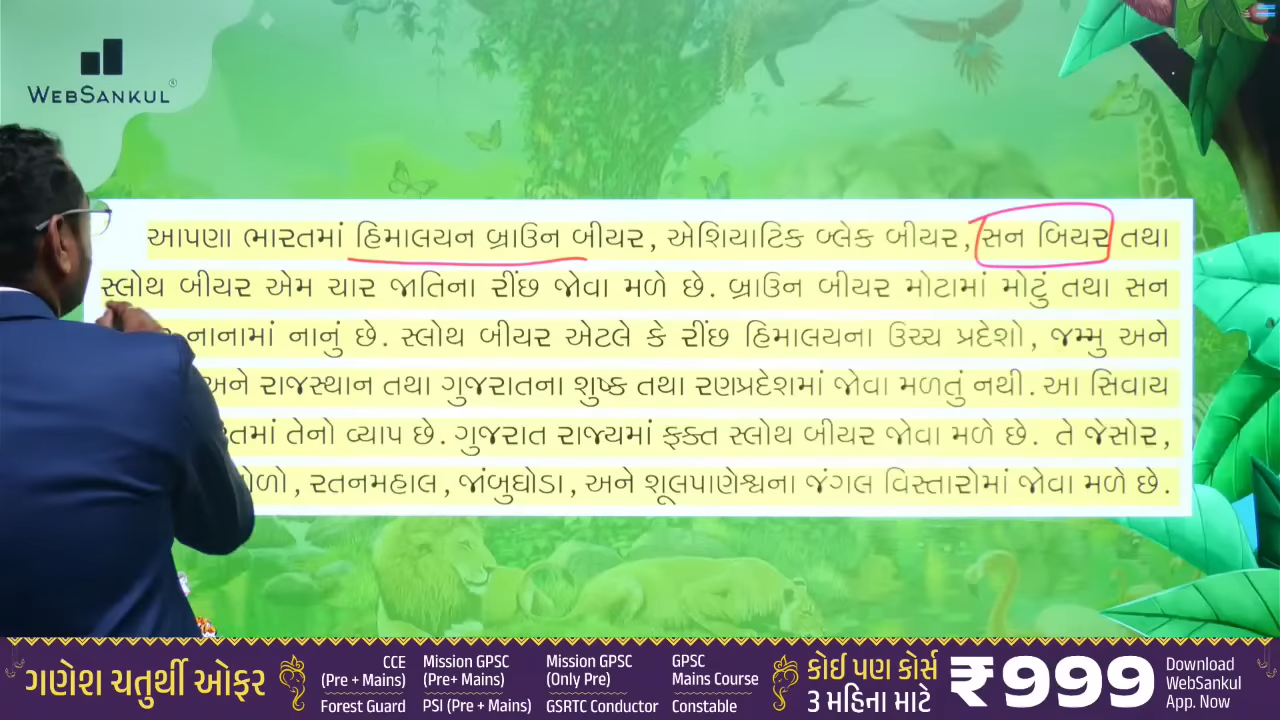 WEBSANKUL
આપણા ભારતમાં હિમાલયન બ્રાઉન બીયર, એશિયાટિક બ્લેક બીયર, સન બિયર તથા
સ્લોથ બીયર એમ ચાર જાતિના રીંછ જોવા મળે છે. બ્રાઉન બીયર મોટામાં મોટું તથા સન
નાનામાં નાનું છે. સ્લોથ બીયર એટલે કે રીંછ હિમાલયના ઉચ્ચ પ્રદેશો, જમ્મુ અને
અને રાજસ્થાન તથા ગુજરાતના શુષ્ક તથા રણપ્રદેશમાં જોવા મળતું નથી. આ સિવાય
તેનો વ્યાપ છે. ગુજરાત રાજ્યમાં ફક્ત સ્લોથ બીયર જોવા મળે છે. તે જેસોર,
રતનમહાલ, જાંબુઘોડા, અને શૂલપાણેશ્વના જંગલ વિસ્તારોમાં જોવા મળે છે.
ગણેશ ચતુર્થી ઓફર
CCE
(Pre + Mains)
Forest Guard
Mission GPSC
(Pre+ Mains)
PSI (Pre + Mains)
Mission GPSC
(Only Pre)
GSRTC Conductor
GPSC
Mains Course
Constable
કોઈ પણ કોર્સ
3 મહિના માટે
₹999
Download
WebSankul
App. Now